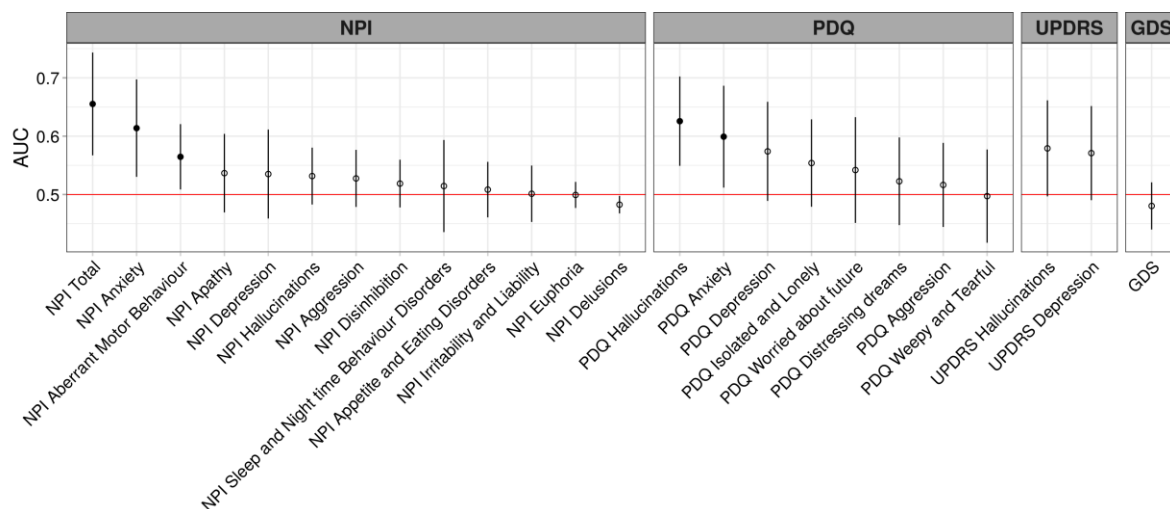 NPI
PDQ
UPDRS
GDS
AUC
0.7
0.6
0.5
NPI Total
NPI Anxiety
NPI Aberrant Motor Behaviour
NPI Apathy
NPI Depression
NPI Hallucinations
NPI Aggression
NPI Disinhibition
NPI Sleep and Night time Behaviour Disorders
NPI Appetite and Eating Disorders
NPI Irritability and Liability
NPI Euphoria
NPI Delusions
PDQ Hallucinations
PDQ Anxiety
PDQ Depression
PDQ Isolated and Lonely
PDQ Worried about future
PDQ Distressing dreams
PDQ Aggression
PDQ Weepy and Tearful
UPDRS Hallucinations
UPDRS Depression
GDS